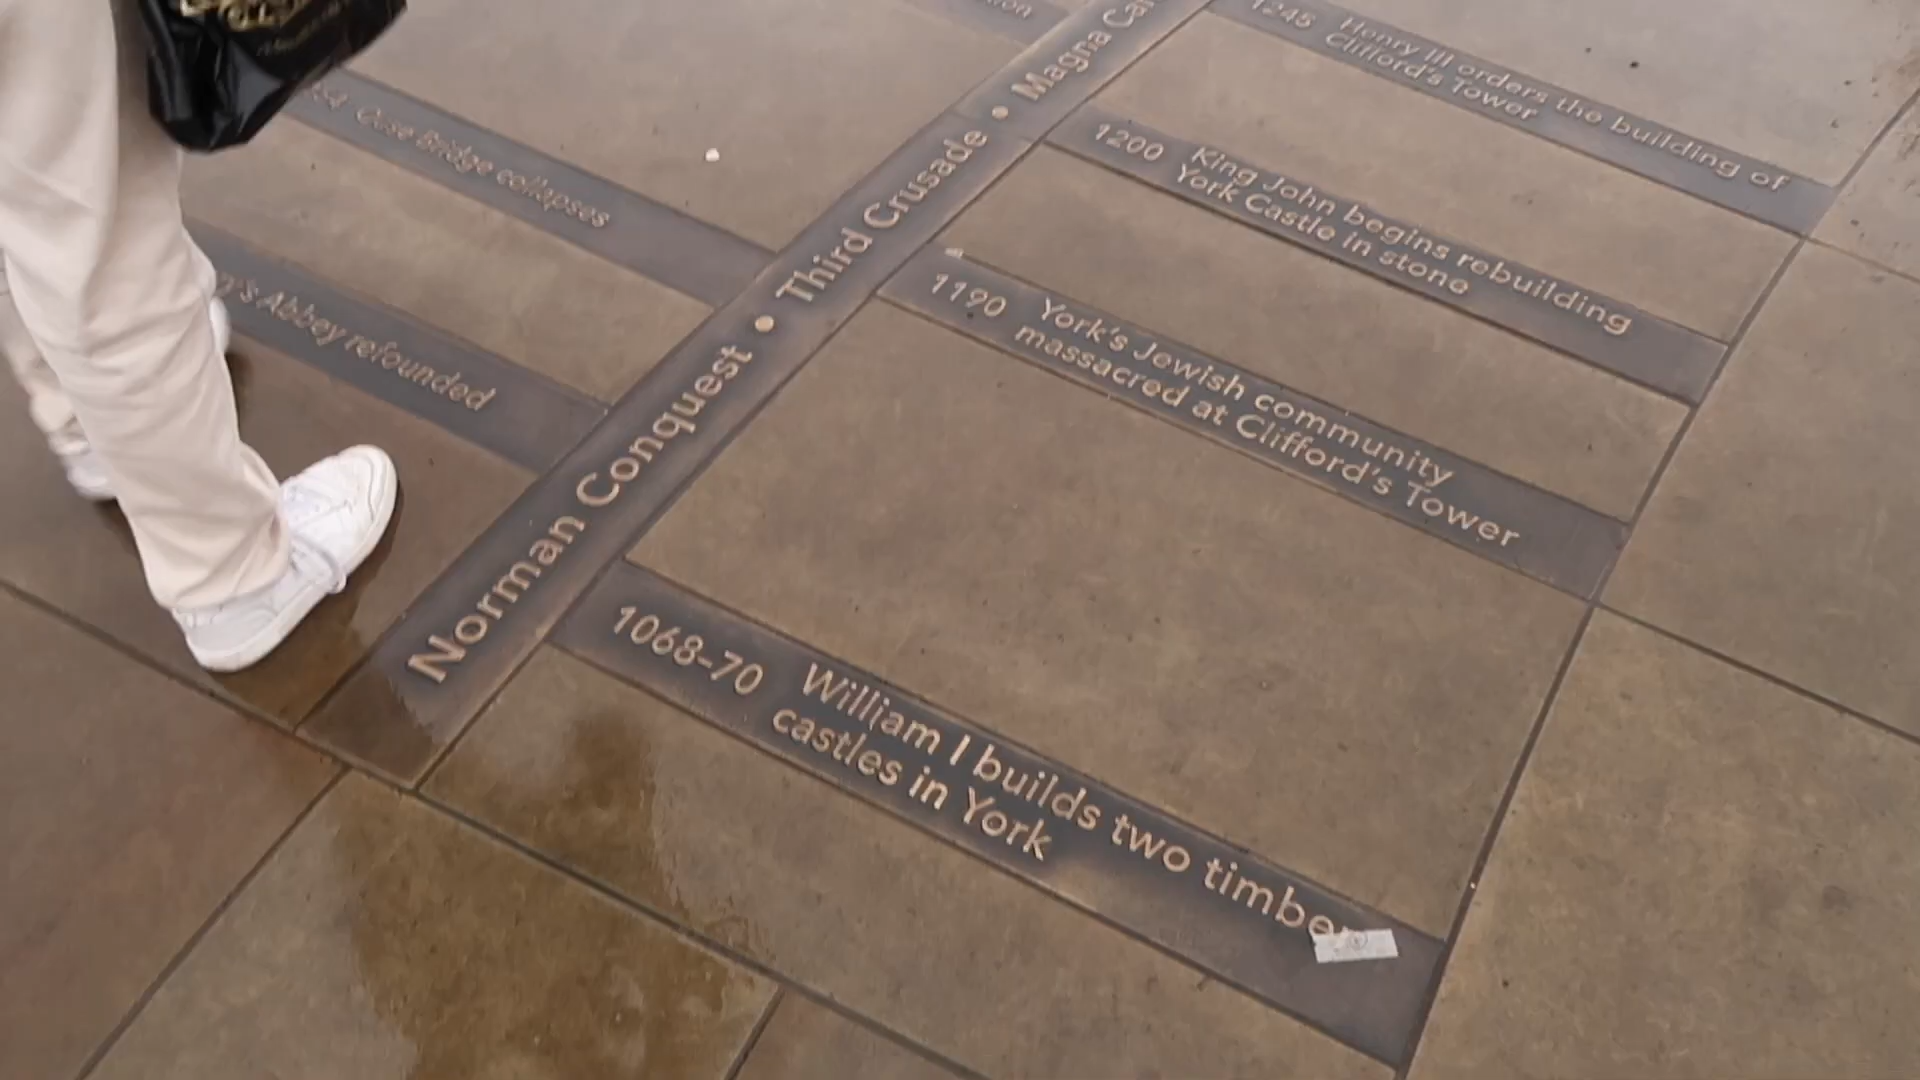 Norman Conquest • Third Crusade • Magna
1245 Henry III orders the building of
Clifford's Tower
1200 King John begins rebuilding
York Castle in stone
1190 York's Jewish community
massacred at Clifford's Tower
1068-70 William I builds two timber
castles in York
Ouse Bridge collapses
Abbey refounded